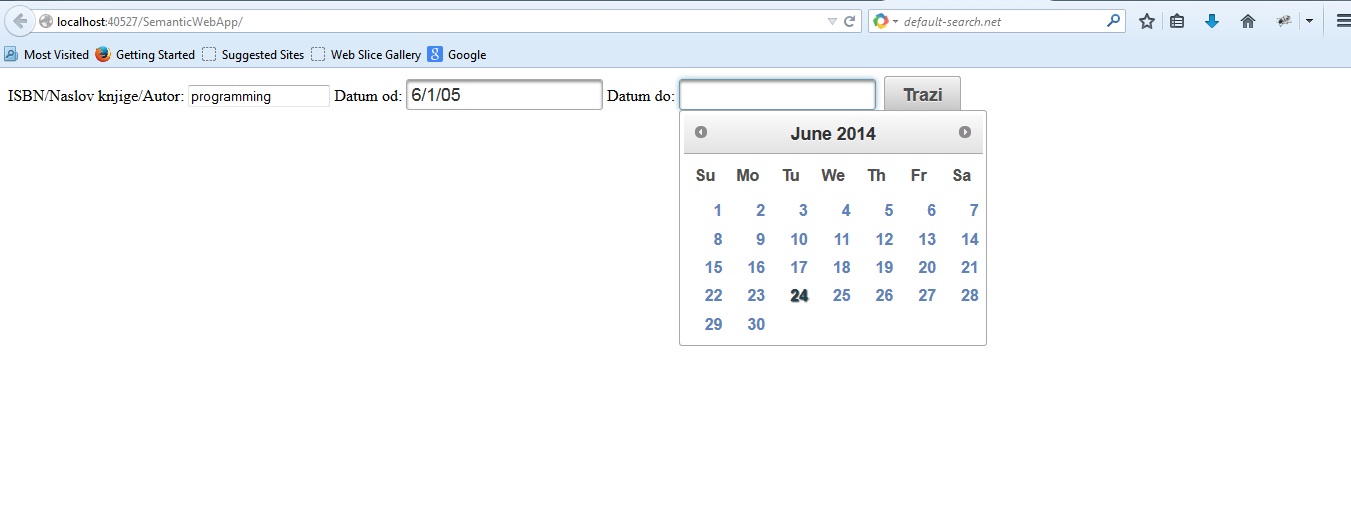 localhost:40527/SemanticWebApp/ default-search.net
Most Visited Getting Started Suggested Sites Web Slice Gallery 8 Google
ISBN/Naslov knjige/Autor: programming Datum od: 6/1/05 Datum do: Trazi
June 2014
Su Mo Tu We Th Fr Sa
1 2 3 4 5 6 7
8 9 10 11 12 13 14
15 16 17 18 19 20 21
22 23 24 25 26 27 28
29 30